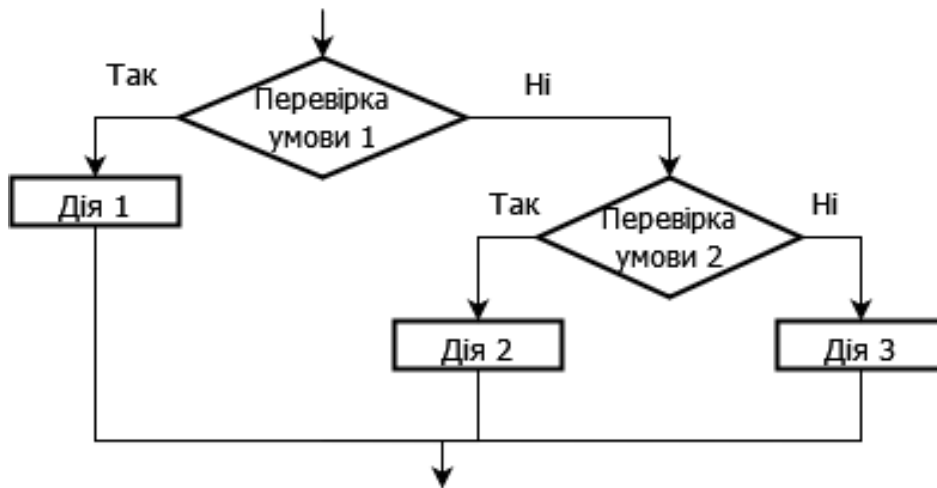 Так
Ні
Перевірка
умови 1
Дія 1
Так
Ні
Перевірка
умови 2
Дія 2
Дія 3